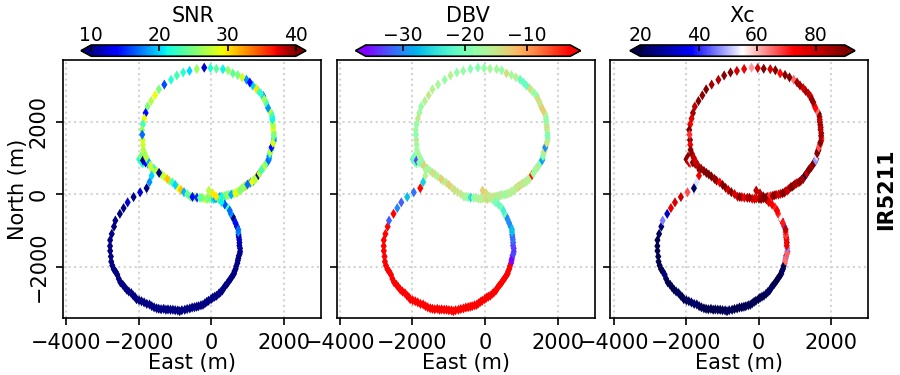 SNR DBV Xc
10 20 30 40 −30 −20 −10 20 40 60 80
North (m)
2000
0
−2000
IR5211
−4000 −2000 0 2000 −4000 −2000 0 2000 −4000 −2000 0 2000
East (m) East (m) East (m)